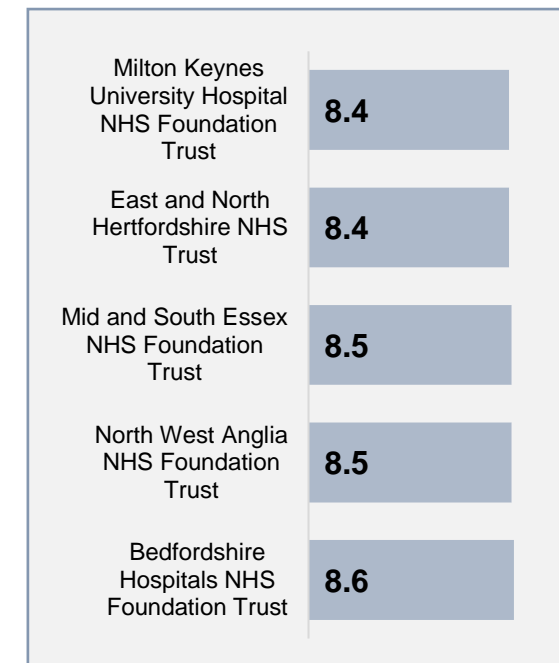 Milton Keynes
University Hospital
NHS Foundation
Trust
8.4
East and North
Hertfordshire NHS
Trust
8.4
Mid and South Essex
NHS Foundation
Trust
8.5
North West Anglia
NHS Foundation
Trust
8.5
Bedfordshire
Hospitals NHS
Foundation Trust
8.6